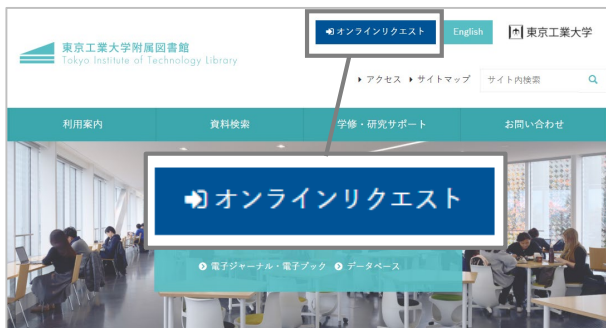 オンラインリクエスト
English
東京工業大学
東京工業大学附属図書館
Tokyo Institute of Technology Library
アクセス サイトマップ サイト内検索
利用案内 資料検索 学修・研究サポート お問い合わせ
オンラインリクエスト
電子ジャーナル・電子ブック データベース